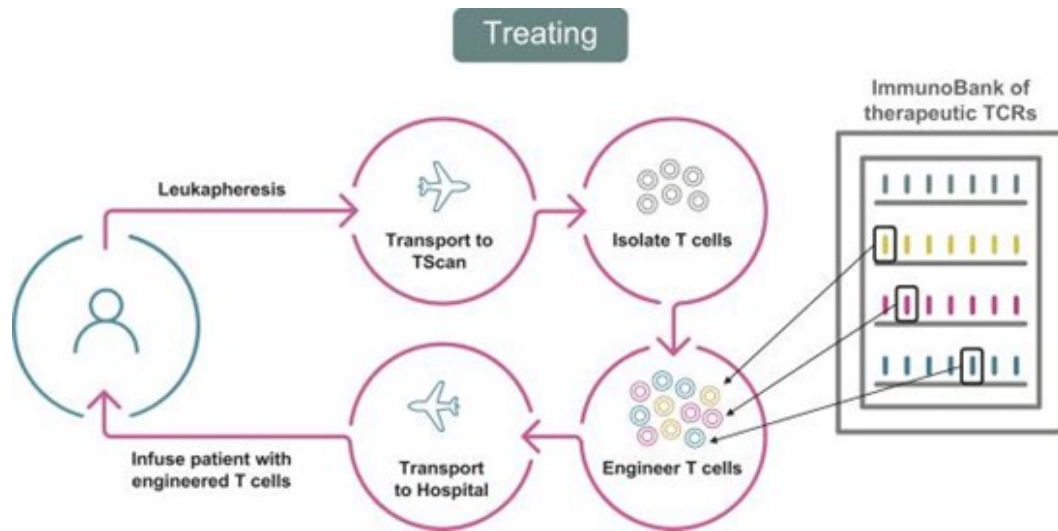 Treating
ImmunoBank of
therapeutic TCRs
Leukapheresis
Transport to
TScan
Isolate T cells
Engineer T cells
Transport
to Hospital
Infuse patient with
engineered T cells